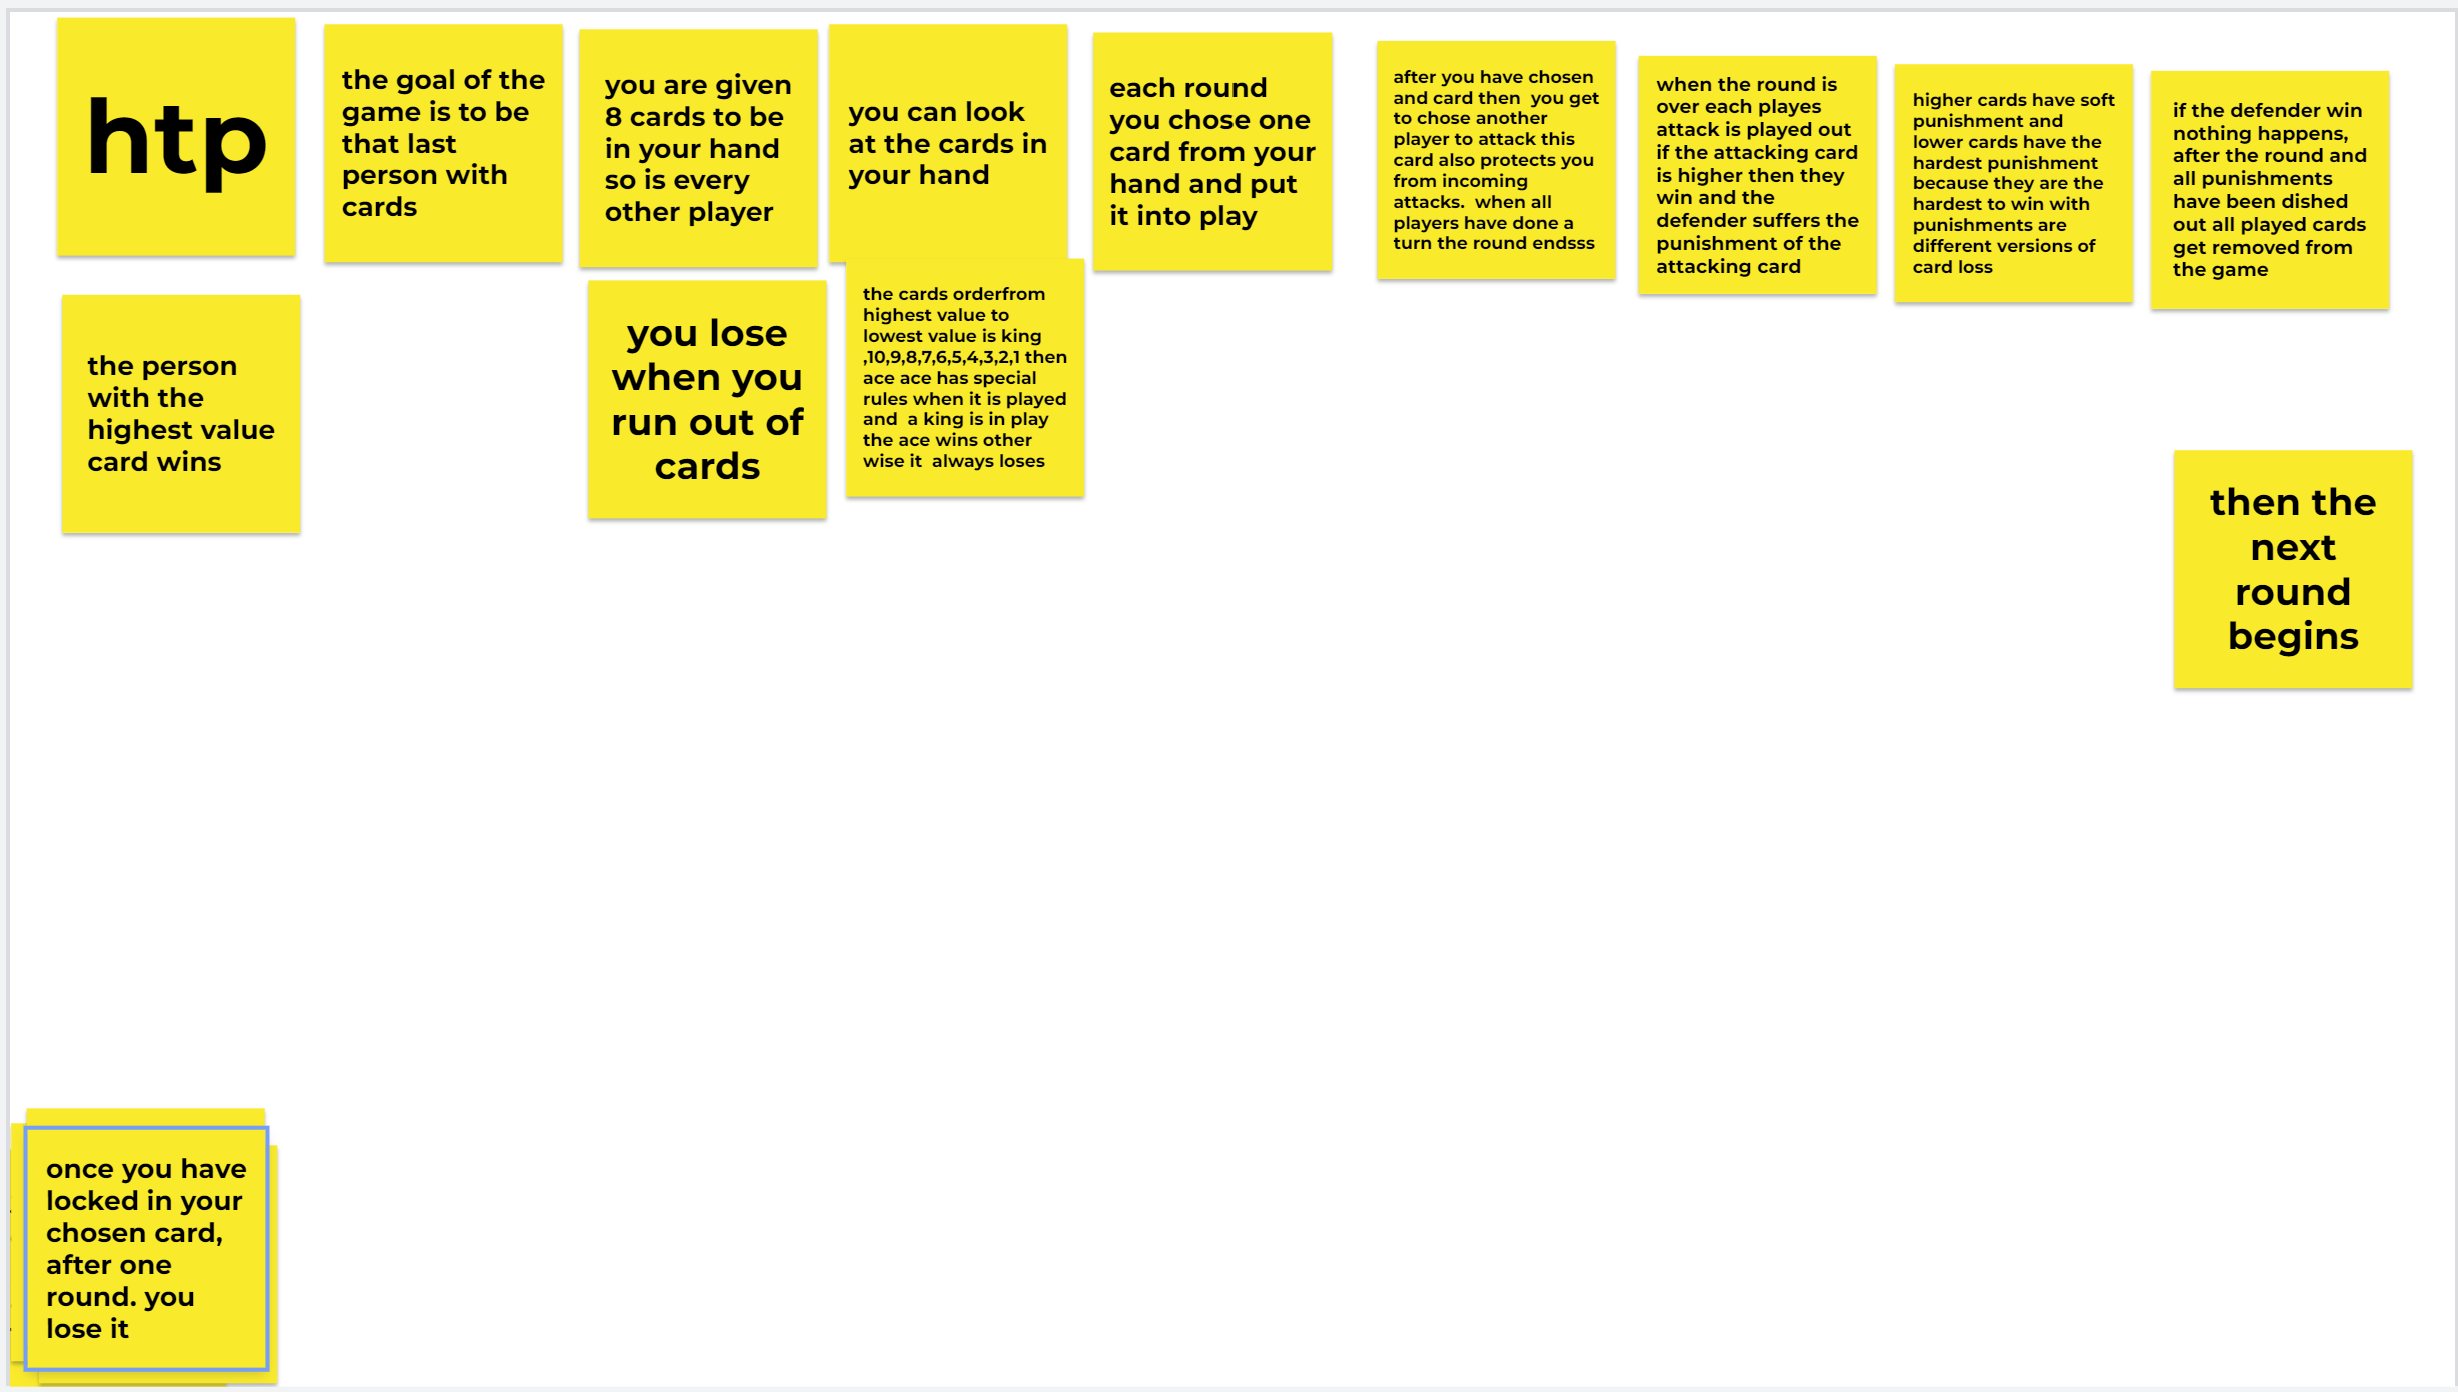 htp
the goal of the
game is to be
that last
person with
cards
you are given
8 cards to be
in your hand
so is every
other player
you can look
at the cards in
your hand
each round
you chose one
card from your
hand and put
it into play
after you have chosen
and card then  you get
to chose another
player to attack this
card also protects you
from incoming
attacks.  when all
players have done a
turn the round endsss
when the round is
over each playes
attack is played out
if the attacking card
is higher then they
win and the
defender suffers the
punishment of the
attacking card
higher cards have soft
punishment and
lower cards have the
hardest punishment
because they are the
hardest to win with
punishments are
different versions of
card loss
if the defender win
nothing happens,
after the round and
all punishments
have been dished
out all played cards
get removed from
the game
the person
with the
highest value
card wins
you lose
when you
run out of
cards
the cards orderfrom
highest value to
lowest value is king
,10,9,8,7,6,5,4,3,2,1 then
ace ace has special
rules when it is played
and  a king is in play
the ace wins other
wise it  always loses
then the
next
round
begins
once you have
locked in your
chosen card,
after one
round. you
lose it